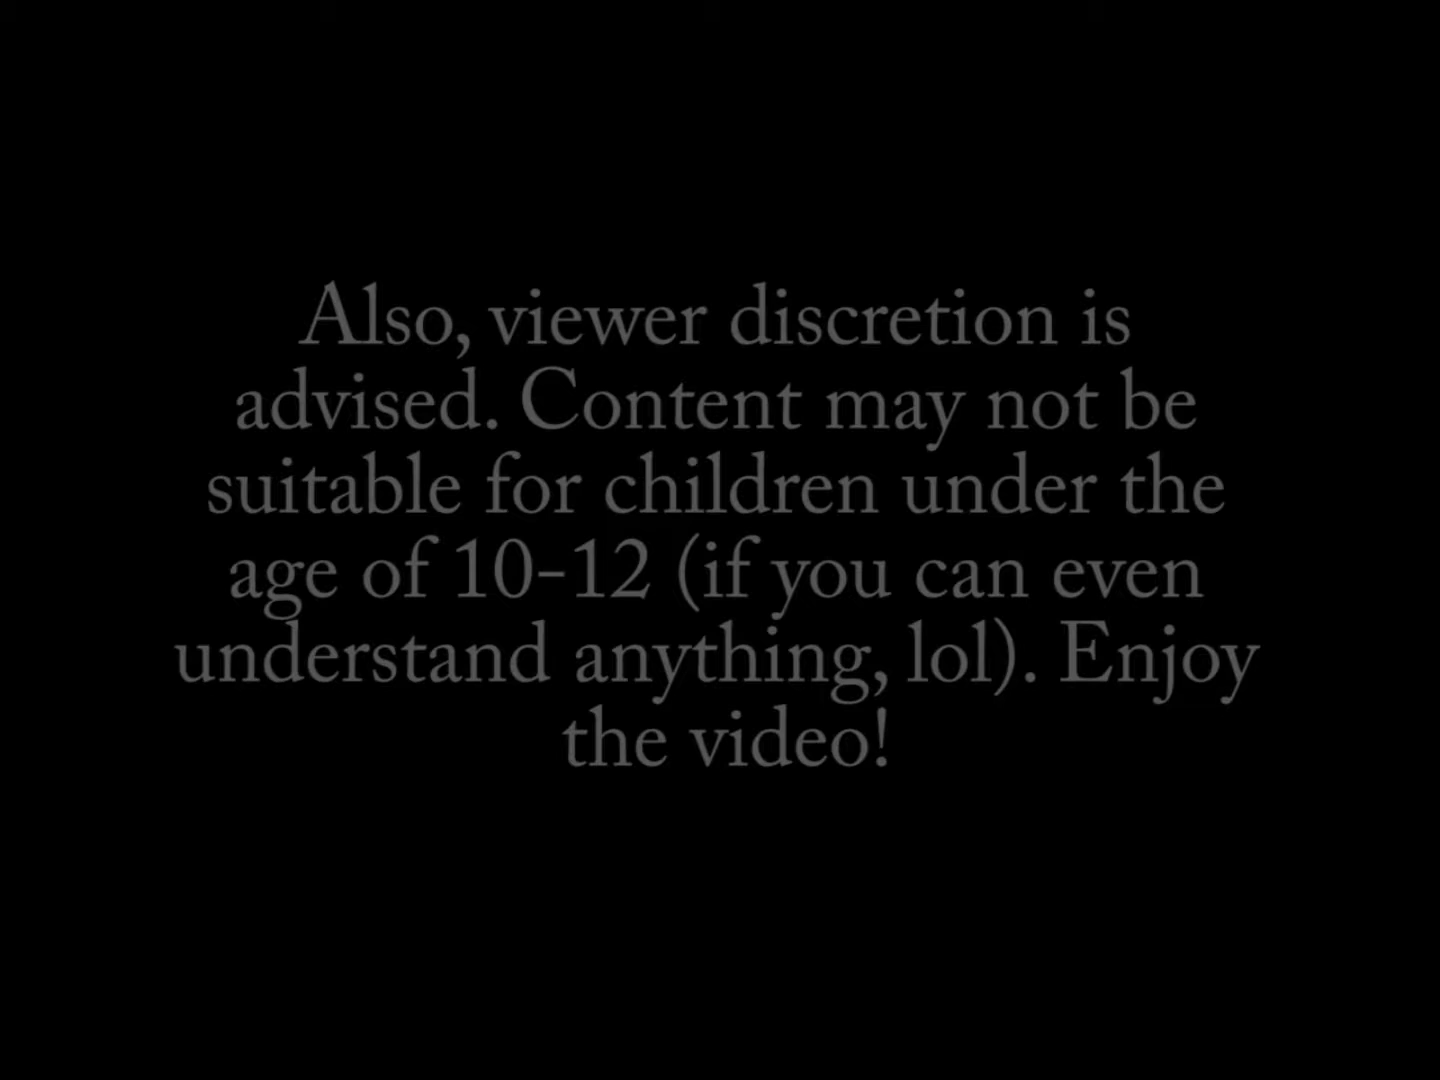 Also, viewer discretion is
advised. Content may not be
suitable for children under the
age of 10-12 (if you can even
understand anything, lol). Enjoy
the video!